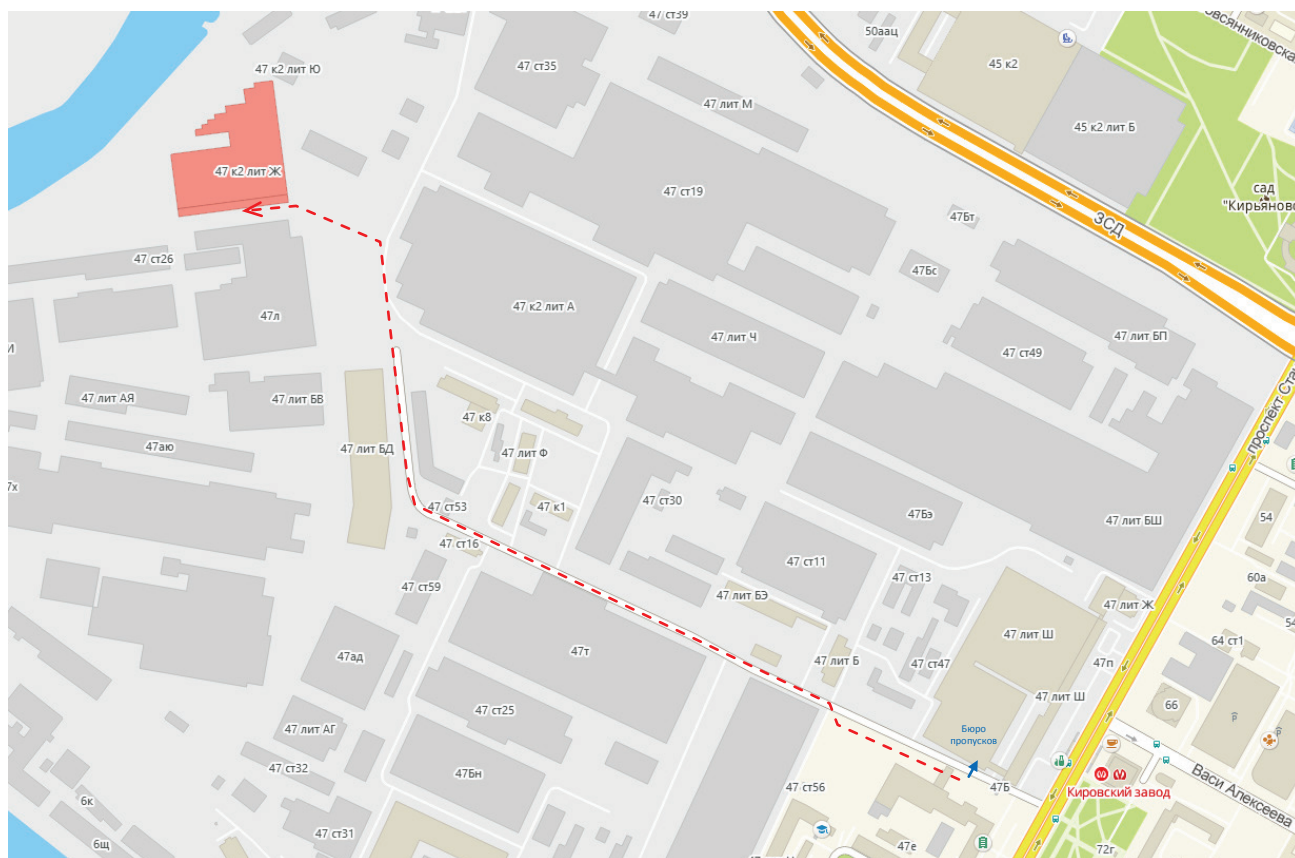 47 ст39
50аац
Овсянниковская
47 к2 лит Ю
47 ст35
45 к2
47 лит М
45 к2 лит Б
47 к2 лит Ж
47 ст19
сад
"Кирьяново
47Бт
ЗСД
47 ст26
47Бс
47л
47 к2 лит А
47 лит Ч
47 лит БП
47 ст49
И
проспект Стач
47 лит АЯ
47 лит БВ
47 к8
47аю
47 лит БД
47 лит Ф
7х
47 ст30
47 ст53
47 к1
47Бэ
47 лит БШ
54
47 ст16
47 ст11
47 ст13
60а
47 ст59
47 лит БЭ
47 лит Ж
54
47 лит Ш
64 ст1
47т
47ад
47 лит Б
47 ст47
47п
47 лит Ш
66
47 ст25
47 лит АГ
Бюро
пропусков
47 ст32
47Бн
47 ст56
47Б
Кировский завод
Васи Алексеева
6к
47 ст31
6щ
47е
72г